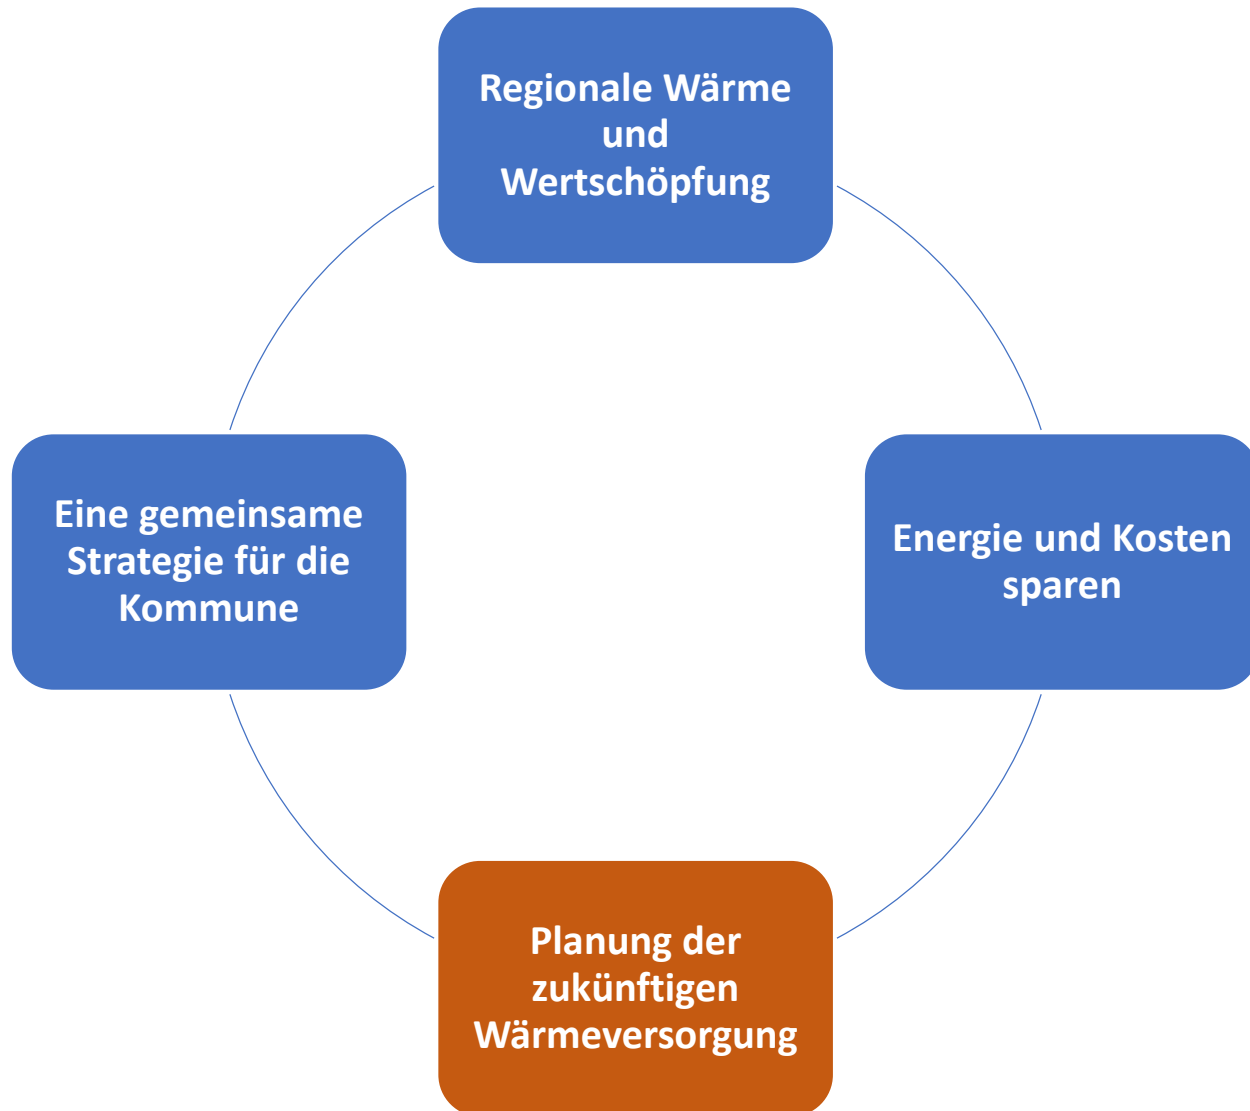 Regionale Wärme
und
Wertschöpfung
Eine gemeinsame
Strategie für die
Kommune
Energie und Kosten
sparen
Planung der
zukünftigen
Wärmeversorgung